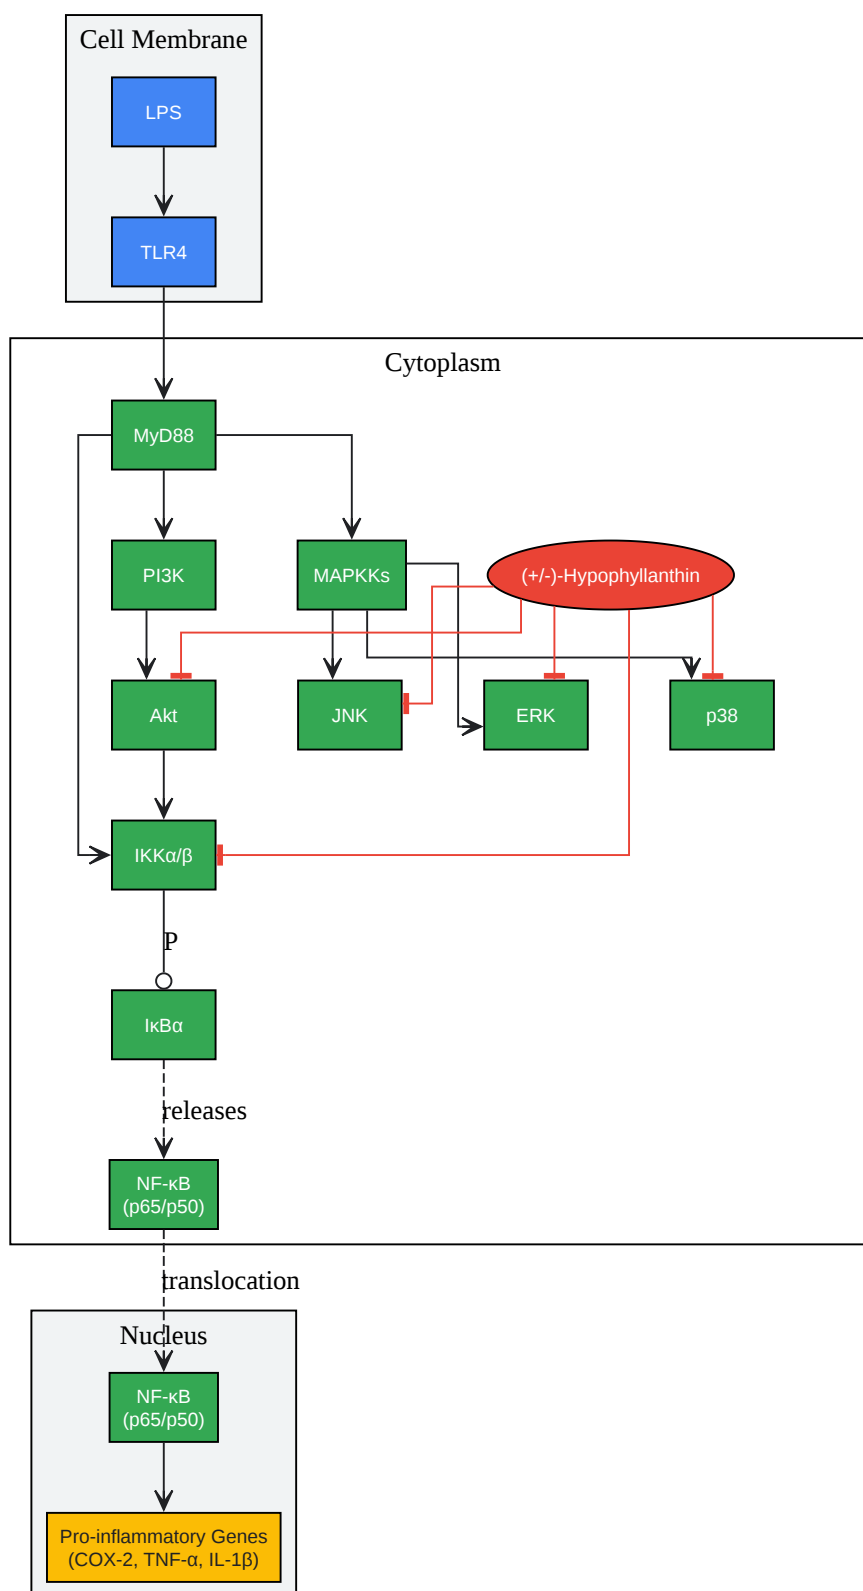 Cell Membrane
LPS
TLR4
Cytoplasm
MyD88
PI3K
MAPKKs
(+/-)-Hypophyllanthin
Akt
JNK
ERK
p38
IKKα/β
P
IκBα
releases
NF-κB
(p65/p50)
translocation
Nucleus
NF-κB
(p65/p50)
Pro-inflammatory Genes
(COX-2, TNF-α, IL-1β)